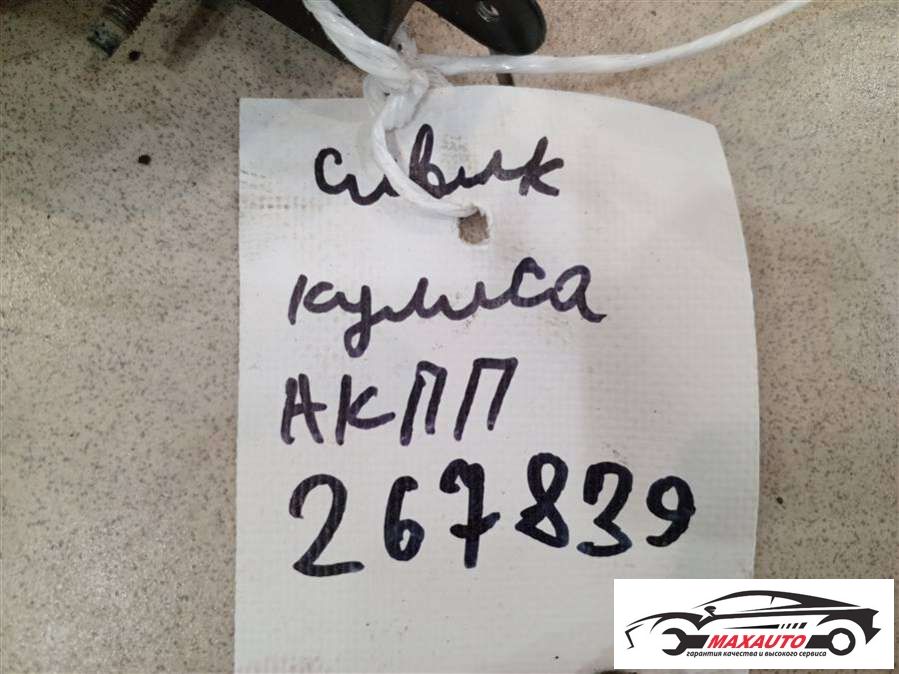 Сивик
кулиса
АКПП
267839
MAXAUTO
гарантия качества и высокого сервиса